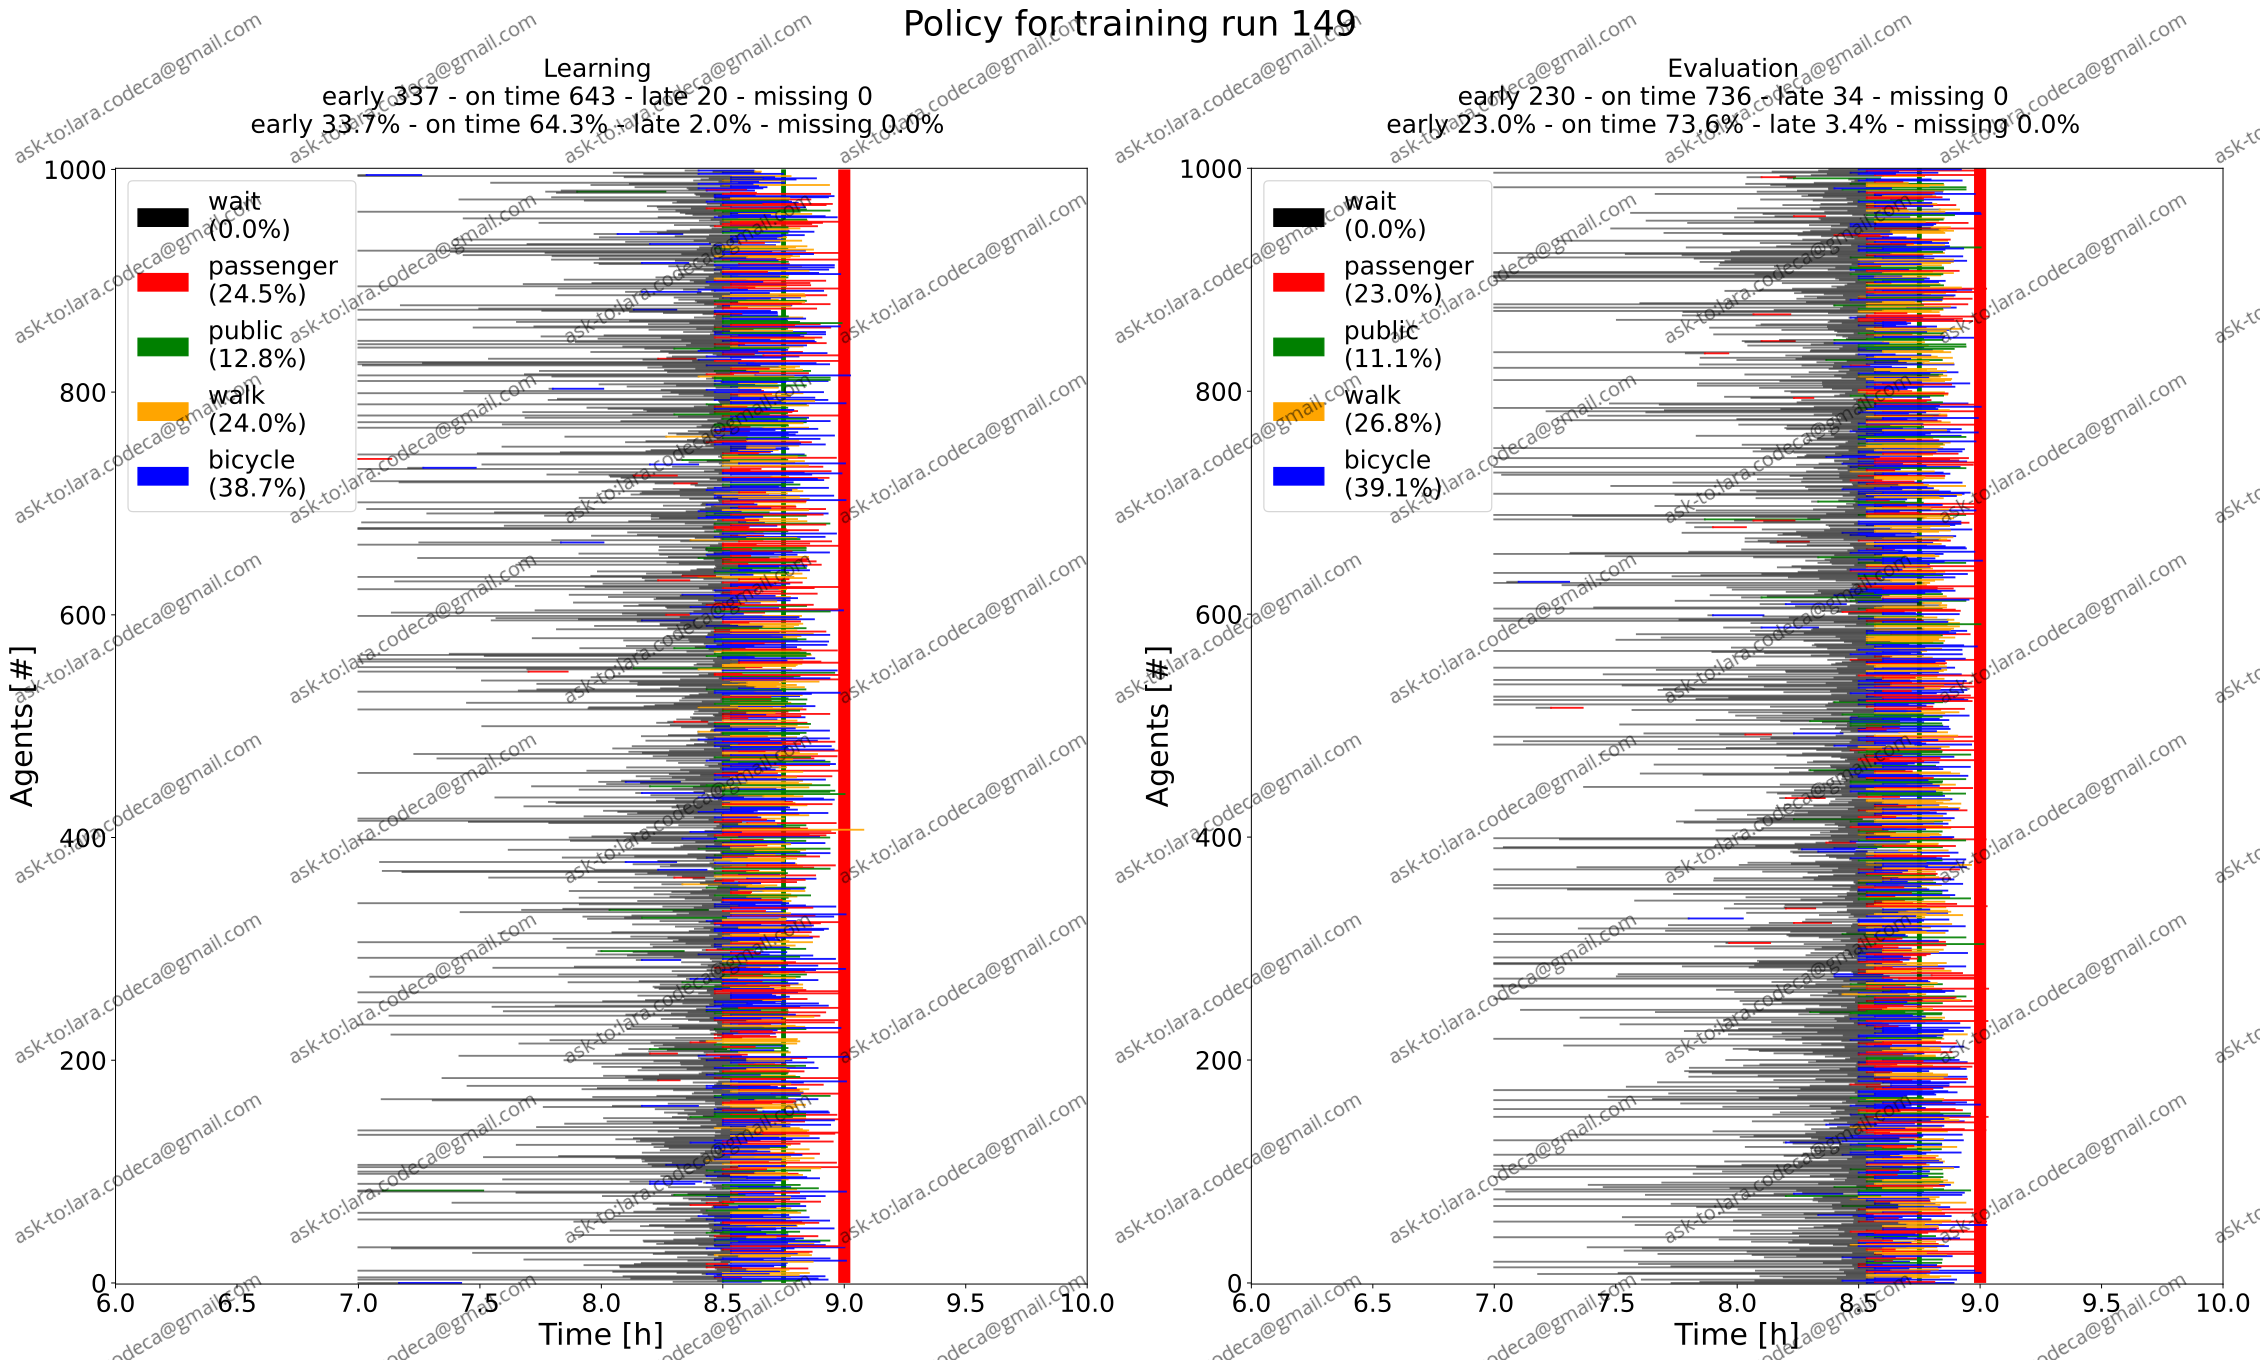 Policy for training run 149
Learning
early 337 - on time 643 - late 20 - missing 0
early 33.7% - on time 64.3% - late 2.0% - missing 0.0%
1000
800
600
400
200
0
Agents [#]
wait
(0.0%)
passenger
(24.5%)
public
(12.8%)
walk
(24.0%)
bicycle
(38.7%)
6.0 6.5 7.0 7.5 8.0 8.5 9.0 9.5 10.0
Time [h]
Evaluation
early 230 - on time 736 - late 34 - missing 0
early 23.0% - on time 73.6% - late 3.4% - missing 0.0%
1000
800
600
400
200
0
Agents [#]
wait
(0.0%)
passenger
(23.0%)
public
(11.1%)
walk
(26.8%)
bicycle
(39.1%)
6.0 6.5 7.0 7.5 8.0 8.5 9.0 9.5 10.0
Time [h]
ask-to:lara.codeca@gmail.com